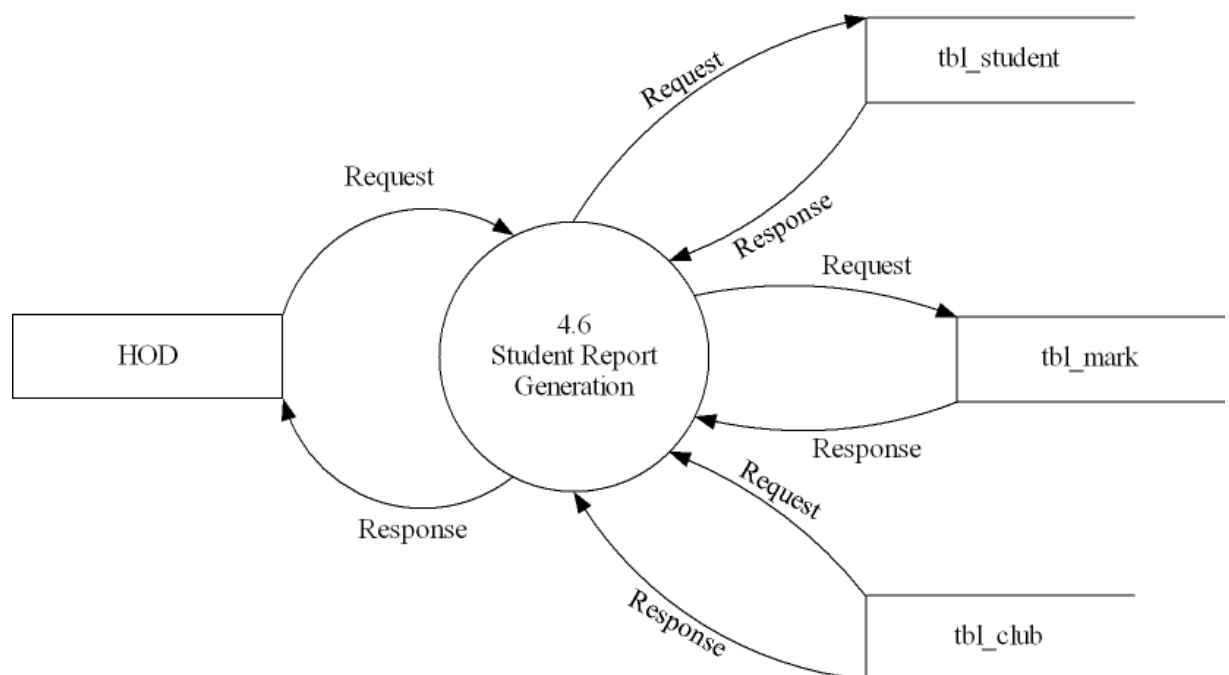 Request
tbl_student
Response
Request
Request
HOD
4.6
Student Report
Generation
tbl_mark
Response
Response
Request
Response
tbl_club